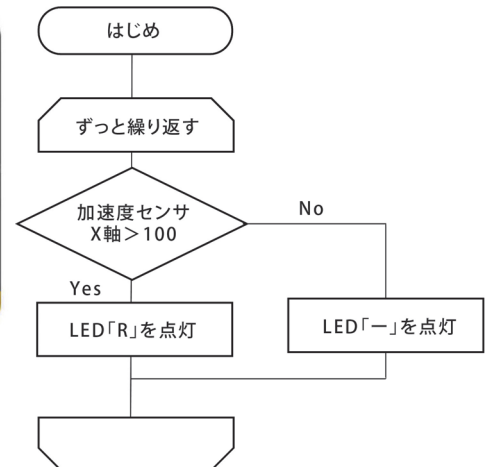 はじめ
ずっと繰り返す
加速度センサ
X軸＞100
No
Yes
LED「R」を点灯
LED「ー」を点灯